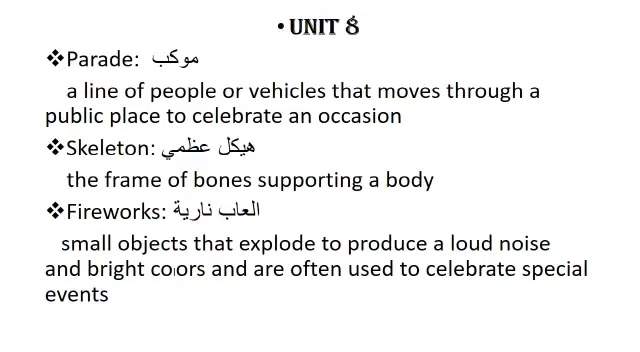 • UNIT 8
❖Parade: موكب
a line of people or vehicles that moves through a
public place to celebrate an occasion
❖Skeleton: هيكل عظمي
the frame of bones supporting a body
❖Fireworks: العاب نارية
small objects that explode to produce a loud noise
and bright colors and are often used to celebrate special
events